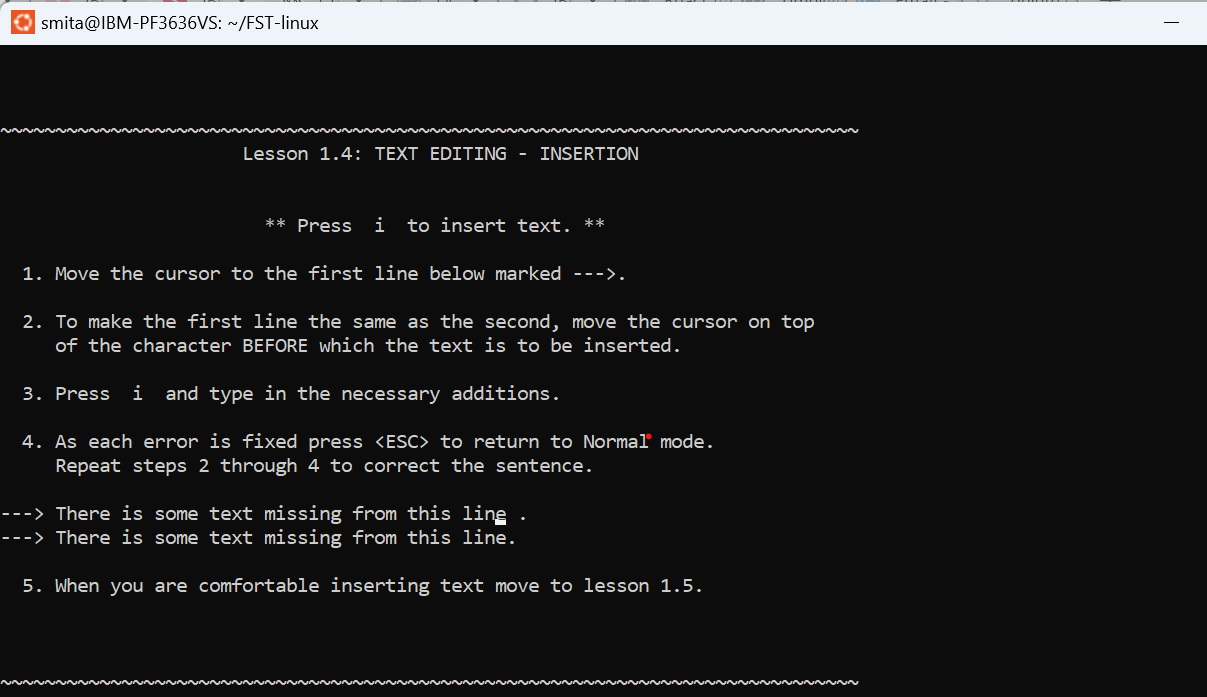 smita@IBM-PF3636VS: ~/FST-linux
~~~~~~~~~~~~~~~~~~~~~~~~~~~~~~~~~~~~~~~~~~~~~~~~~~~~~~~~~~~~~~~~~~~~~~~~~~~~~~
Lesson 1.4: TEXT EDITING - INSERTION
** Press  i  to insert text. **
1. Move the cursor to the first line below marked --->.
2. To make the first line the same as the second, move the cursor on top
of the character BEFORE which the text is to be inserted.
3. Press  i  and type in the necessary additions.
4. As each error is fixed press <ESC> to return to Normal mode.
Repeat steps 2 through 4 to correct the sentence.
---> There is some text missing from this line .
---> There is some text missing from this line.
5. When you are comfortable inserting text move to lesson 1.5.
~~~~~~~~~~~~~~~~~~~~~~~~~~~~~~~~~~~~~~~~~~~~~~~~~~~~~~~~~~~~~~~~~~~~~~~~~~~~~~